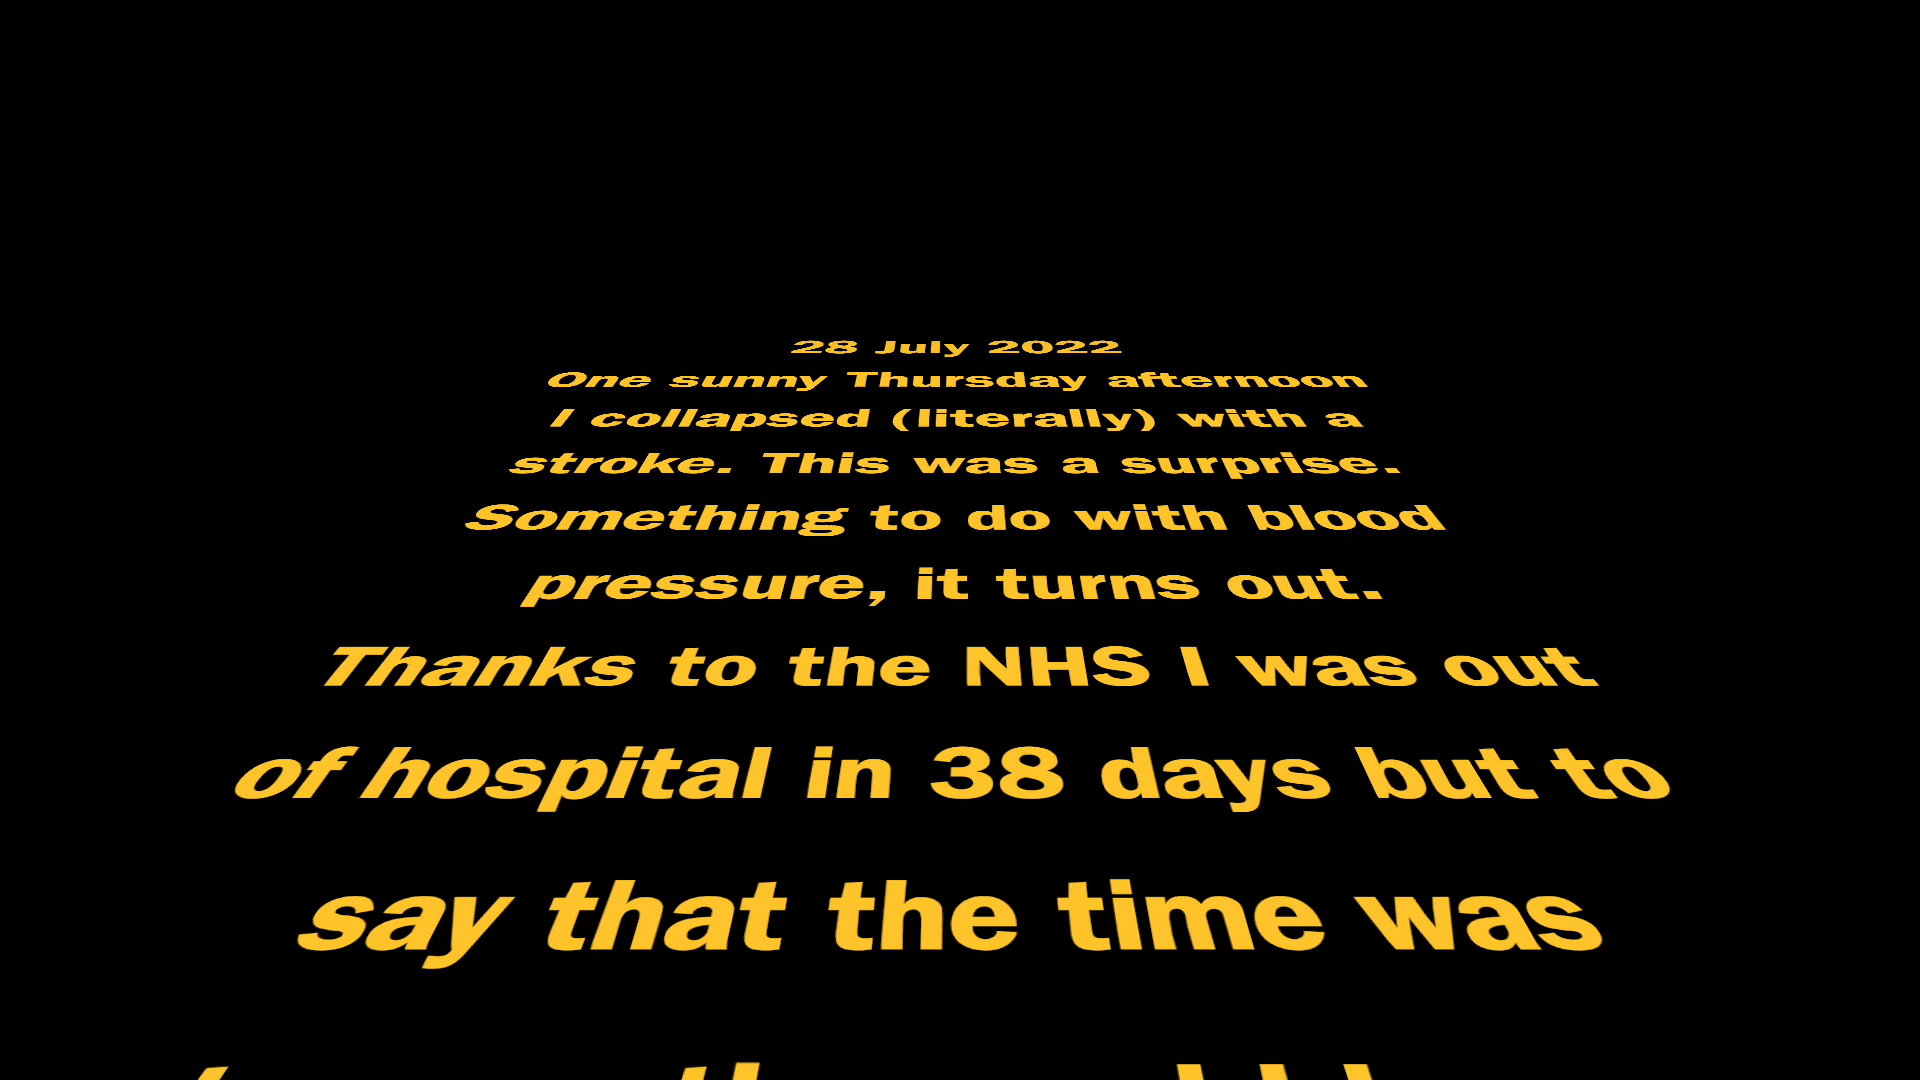 28 July 2022
One sunny Thursday afternoon
I collapsed (literally) with a
stroke. This was a surprise.
Something to do with blood
pressure, it turns out.
Thanks to the NHS I was out
of hospital in 38 days but to
say that the time was